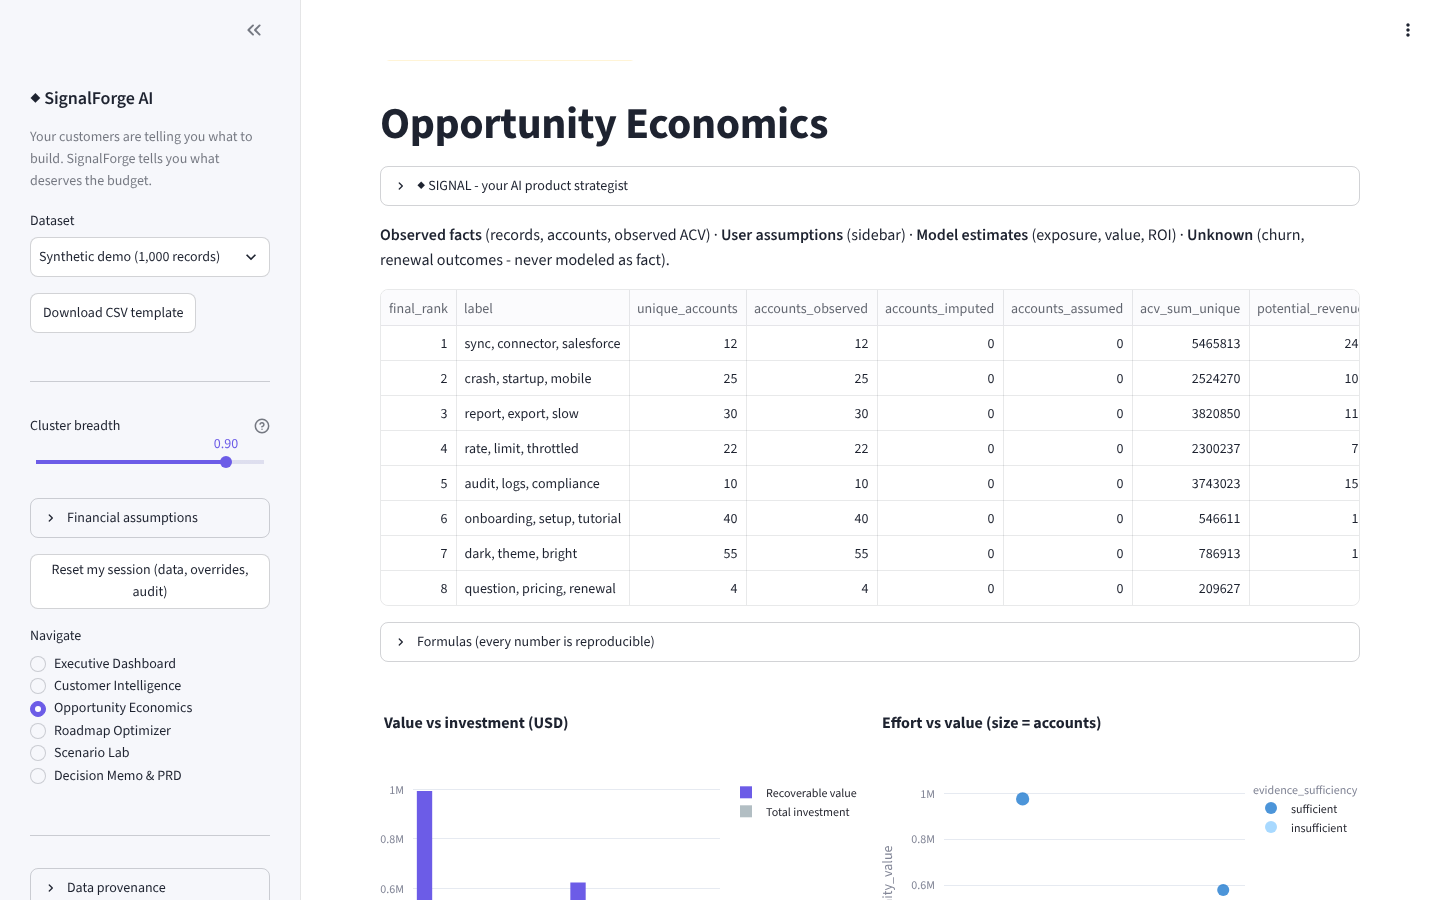 SignalForge AI
Your customers are telling you what to
build. SignalForge tells you what
deserves the budget.
Dataset
Synthetic demo (1,000 records)
Download CSV template
Cluster breadth
0.90
Financial assumptions
Reset my session (data, overrides,
audit)
Navigate
Executive Dashboard
Customer Intelligence
Opportunity Economics
Roadmap Optimizer
Scenario Lab
Decision Memo & PRD
Data provenance
Opportunity Economics
SIGNAL - your AI product strategist
Observed facts (records, accounts, observed ACV) · User assumptions (sidebar) · Model estimates (exposure, value, ROI) · Unknown (churn,
renewal outcomes - never modeled as fact).
final_rank label unique_accounts accounts_observed accounts_imputed accounts_assumed acv_sum_unique
1 sync, connector, salesforce 12 12 0 0 5465813 24
2 crash, startup, mobile 25 25 0 0 2524270 10
3 report, export, slow 30 30 0 0 3820850 11
4 rate, limit, throttled 22 22 0 0 2300237 7
5 audit, logs, compliance 10 10 0 0 3743023 15
6 onboarding, setup, tutorial 40 40 0 0 546611 1
7 dark, theme, bright 55 55 0 0 786913 1
8 question, pricing, renewal 4 4 0 0 209627
Formulas (every number is reproducible)
Value vs investment (USD)
1M
0.8M
0.6M
Recoverable value
Total investment
Effort vs value (size = accounts)
1M
0.8M
0.6M
evidence_sufficiency
sufficient
insufficient